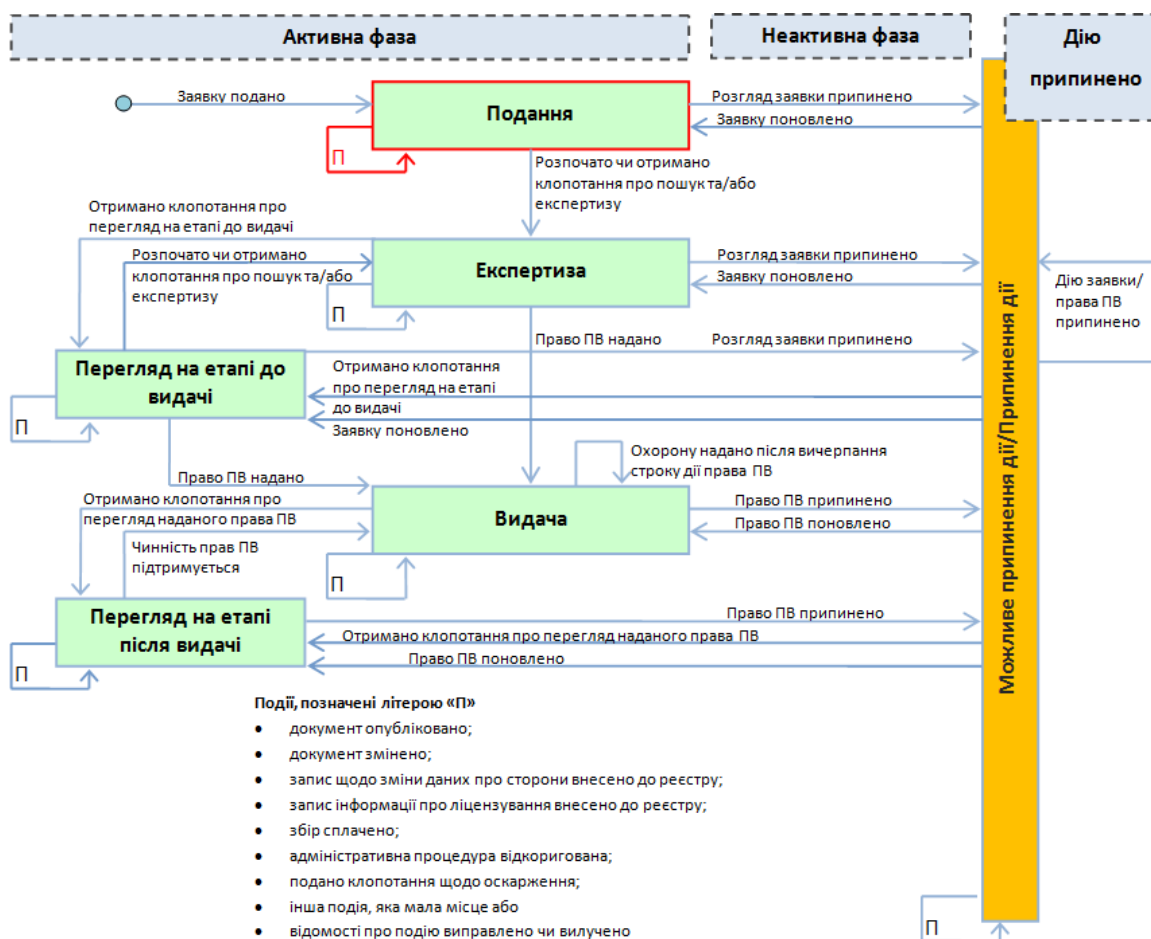 Активна фаза
Неактивна фаза
Дію
припинено
Заявку подано
Подання
Розгляд заявки припинено
Заявку поновлено
П
Розпочато чи отримано
клопотання про пошук та/або
експертизу
Отримано клопотання про
перегляд на етапі до видачі
Розпочато чи отримано
клопотання про пошук та/або
експертизу
Експертиза
Розгляд заявки припинено
Заявку поновлено
П
Дію заявки/
права ПВ
припинено
Право ПВ надано
Розгляд заявки припинено
Перегляд на етапі до
видачі
Отримано клопотання
про перегляд на етапі
до видачі
Заявку поновлено
П
Охорону надано після вичерпання
строку дії права ПВ
Право ПВ надано
Отримано клопотання про
перегляд наданого права ПВ
Видача
Право ПВ припинено
Право ПВ поновлено
Чинність прав ПВ
підтримується
П
Перегляд на етапі
після видачі
Право ПВ припинено
Отримано клопотання про перегляд наданого права ПВ
Право ПВ поновлено
П
Можливе припинення дії/Припинення дії
Події, позначені літерою «П»
• документ опубліковано;
• документ змінено;
• запис щодо зміни даних про сторони внесено до реєстру;
• запис інформації про ліцензування внесено до реєстру;
• збір сплачено;
• адміністративна процедура відкоригована;
• подано клопотання щодо оскарження;
• інша подія, яка мала місце або
• відомості про подію виправлено чи вилучено
П